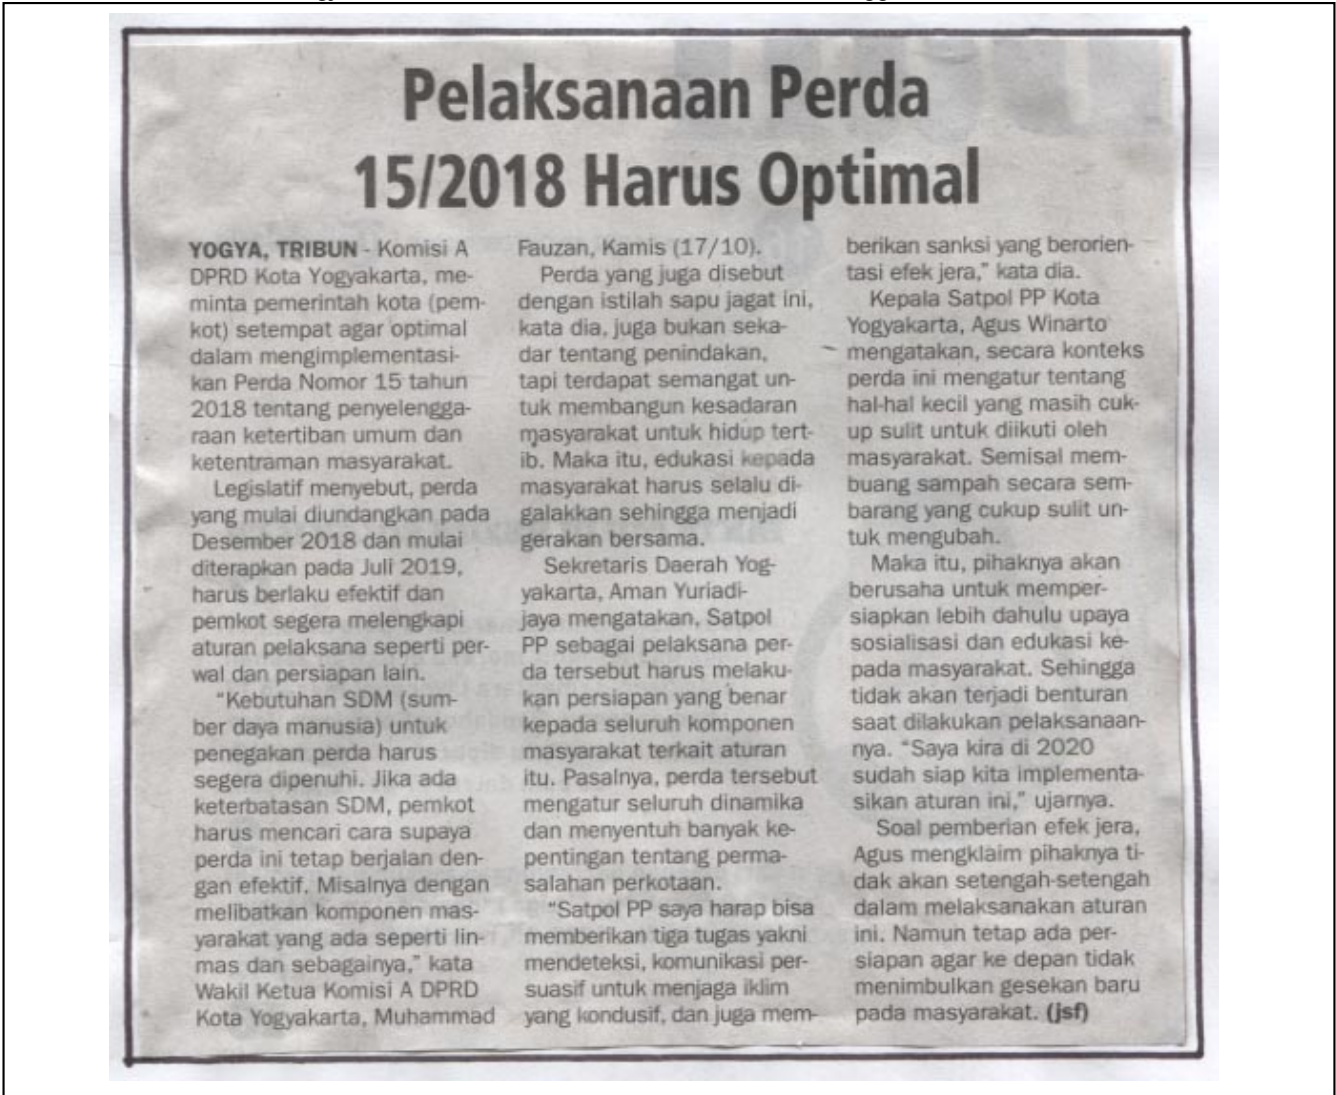 Pelaksanaan Perda
15/2018 Harus Optimal
YOGYA, TRIBUN - Komisi A
DPRD Kota Yogyakarta, me-
minta pemerintah kota (pem-
kot) setempat agar optimal
dalam mengimplementasi-
kan Perda Nomor 15 tahun
2018 tentang penyelengga-
raan ketertiban umum dan
ketentraman masyarakat.
Legislatif menyebut, perda
yang mulai diundangkan pada
Desember 2018 dan mulai
diterapkan pada Juli 2019,
harus berlaku efektif dan
pemkot segera melengkapi
aturan pelaksana seperti per-
wal dan persiapan lain.
“Kebutuhan SDM (sum-
ber daya manusia) untuk
penegakan perda harus
segera dipenuhi. Jika ada
keterbatasan SDM, pemkot
harus mencari cara supaya
perda ini tetap berjalan den-
gan efektif. Misalnya dengan
melibatkan komponen mas-
yarakat yang ada seperti lin-
mas dan sebagainya,” kata
Wakil Ketua Komisi A DPRD
Kota Yogyakarta, Muhammad
Fauzan, Kamis (17/10).
Perda yang juga disebut
dengan istilah sapu jagat ini,
kata dia, juga bukan seka-
dar tentang penindakan,
tapi terdapat semangat un-
tuk membangun kesadaran
masyarakat untuk hidup tert-
ib. Maka itu, edukasi kepada
masyarakat harus selalu di-
galakkan sehingga menjadi
gerakan bersama.
Sekretaris Daerah Yog-
yakarta, Aman Yuriadi-
jaya mengatakan, Satpol
PP sebagai pelaksana per-
da tersebut harus melaku-
kan persiapan yang benar
kepada seluruh komponen
masyarakat terkait aturan
itu. Pasalnya, perda tersebut
mengatur seluruh dinamika
dan menyentuh banyak ke-
pentingan tentang perma-
salahan perkotaan.
“Satpol PP saya harap bisa
memberikan tiga tugas yakni
mendeteksi, komunikasi per-
suasif untuk menjaga iklim
yang kondusif, dan juga mem-
berikan sanksi yang berorien-
tasi efek jera,” kata dia.
Kepala Satpol PP Kota
Yogyakarta, Agus Winarto
mengatakan, secara konteks
perda ini mengatur tentang
hal-hal kecil yang masih cuk-
up sulit untuk diikuti oleh
masyarakat. Semisal mem-
buang sampah secara sem-
barang yang cukup sulit un-
tuk mengubah.
Maka itu, pihaknya akan
berusaha untuk memper-
siapkan lebih dahulu upaya
sosialisasi dan edukasi ke-
pada masyarakat. Sehingga
tidak akan terjadi benturan
saat dilakukan pelaksanaan-
nya. “Saya kira di 2020
sudah siap kita implementa-
sikan aturan ini,” ujarnya.
Soal pemberian efek jera,
Agus mengklaim pihaknya ti-
dak akan setengah-setengah
dalam melaksanakan aturan
ini. Namun tetap ada per-
siapan agar ke depan tidak
menimbulkan gesekan baru
pada masyarakat. (jsf)